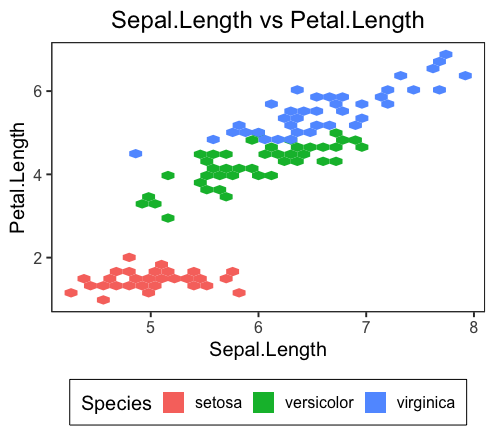 Sepal.Length vs Petal.Length
Petal.Length
6
4
2
5 6 7 8
Sepal.Length
Species setosa versicolor virginica